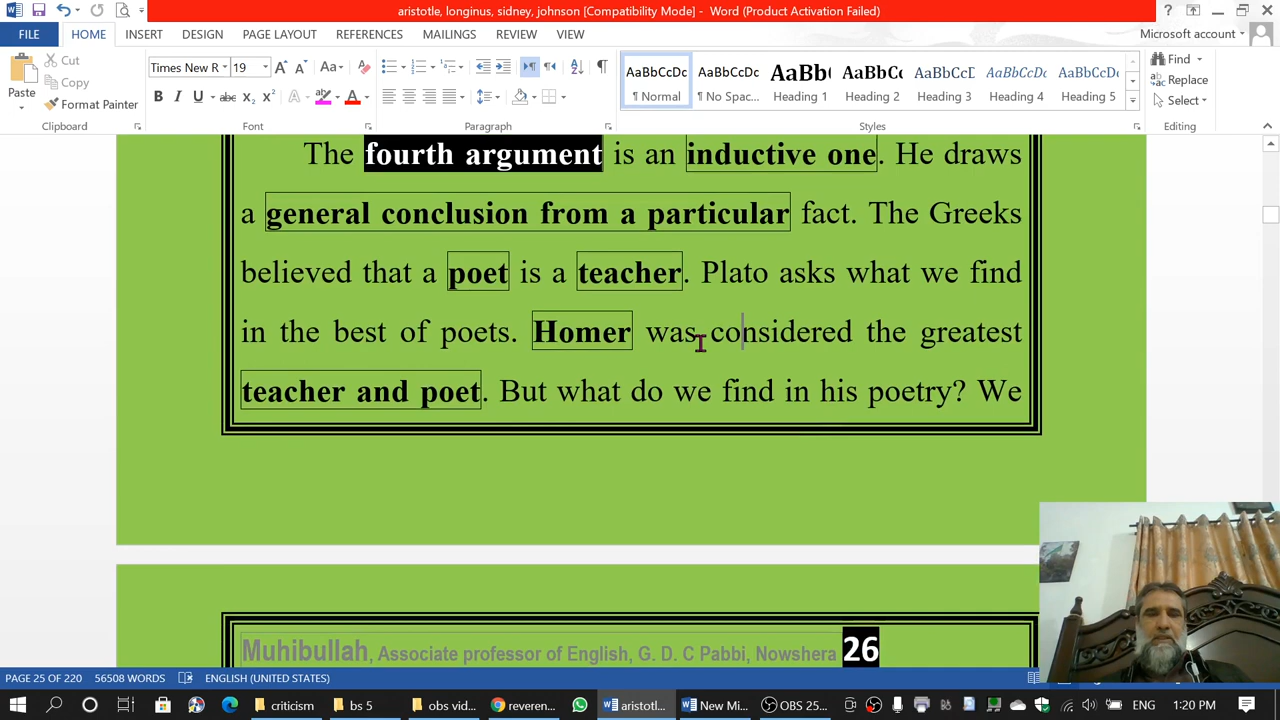 aristotle, longinus, sidney, johnson [Compatibility Mode] - Word (Product Activation Failed)
FILE HOME INSERT DESIGN PAGE LAYOUT REFERENCES MAILINGS REVIEW VIEW Microsoft account
Paste Cut Copy Format Painter
Times New R 19
AaBbCcDc AaBbCcDc AaBb( AaBbCc AaBbCcD AaBbCcD AaBbCcD
¶ Normal ¶ No Spac... Heading 1 Heading 2 Heading 3 Heading 4 Heading 5
Find Replace Select
Clipboard Font Paragraph Styles Editing
The fourth argument is an inductive one. He draws
a general conclusion from a particular fact. The Greeks
believed that a poet is a teacher. Plato asks what we find
in the best of poets. Homer was considered the greatest
teacher and poet. But what do we find in his poetry? We
Muhibullah, Associate professor of English, G. D. C Pabbi, Nowshera 26
PAGE 25 OF 220 56508 WORDS ENGLISH (UNITED STATES)
criticism bs 5 obs vid... reveren... aristotl... New Mi... OBS 25... 1:20 PM